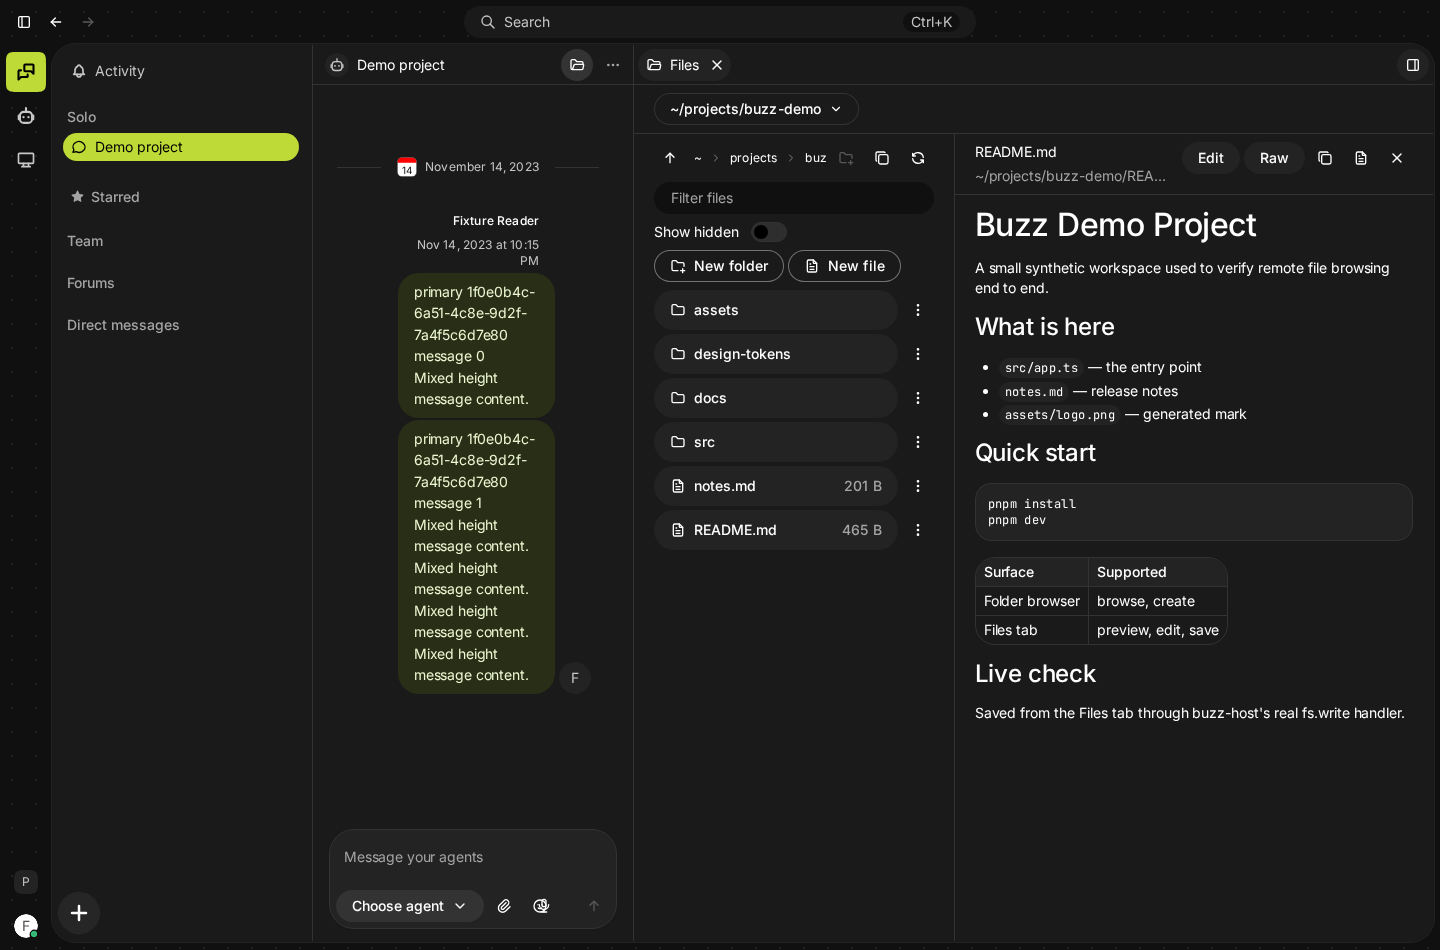 Search
Ctrl+K
Activity
Solo
Demo project
Starred
Team
Forums
Direct messages
P
F
Demo project
14
November 14, 2023
Fixture Reader
Nov 14, 2023 at 10:15
PM
primary 1f0e0b4c-
6a51-4c8e-9d2f-
7a4f5c6d7e80
message 0
Mixed height
message content.
primary 1f0e0b4c-
6a51-4c8e-9d2f-
7a4f5c6d7e80
message 1
Mixed height
message content.
Mixed height
message content.
Mixed height
message content.
Mixed height
message content.
F
Message your agents
Choose agent
Files
~/projects/buzz-demo
~ projects buz
Filter files
Show hidden
New folder
New file
assets
design-tokens
docs
src
notes.md 201 B
README.md 465 B
README.md
~/projects/buzz-demo/REA...
Edit
Raw
Buzz Demo Project
A small synthetic workspace used to verify remote file browsing
end to end.
What is here
src/app.ts — the entry point
notes.md — release notes
assets/logo.png — generated mark
Quick start
pnpm install
pnpm dev
Surface Supported
Folder browser browse, create
Files tab preview, edit, save
Live check
Saved from the Files tab through buzz-host's real fs.write handler.